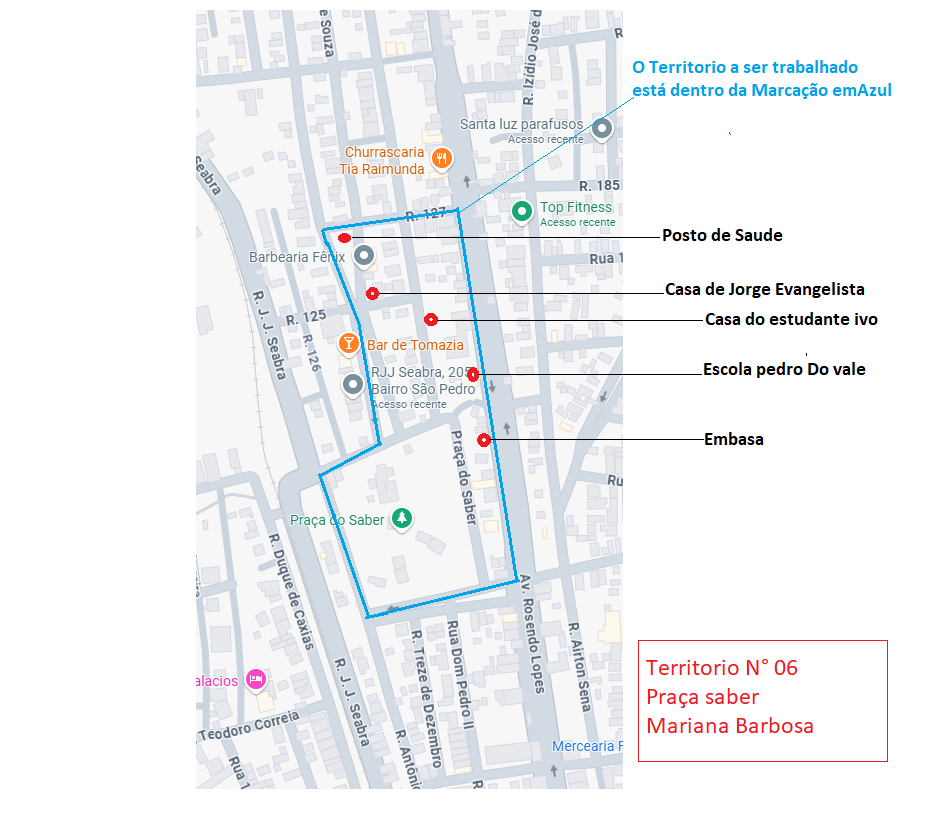 e Souza
R. Izidio José d
R
O Territorio a ser trabalhado
está dentro da Marcação emAzul
Santa luz parafusos
Acesso recente
Churrascaria
Tia Raimunda
Seabra
R. 185
R. 127
Top Fitness
Acesso recente
Posto de Saude
Barbearia Fênix
Rua 1
Casa de Jorge Evangelista
R. J. J. Seabra
R. 125
Casa do estudante ivo
R. 126
Bar de Tomazia
Escola pedro Do vale
RJJ Seabra, 205
Bairro São Pedro
Acesso recente
Embasa
Praça do Saber
Ru
Praça do Saber
R. Duque de Caxias
Av. Rosendo Lopes
R. Treze de Dezembro
Rua Dom Pedro II
R. Airton Sena
Territorio N° 06
Praça saber
Mariana Barbosa
alacios
R. J. J. Seabra
Teodoro Correia
R. Antôni
Rua 1
Mercearia F